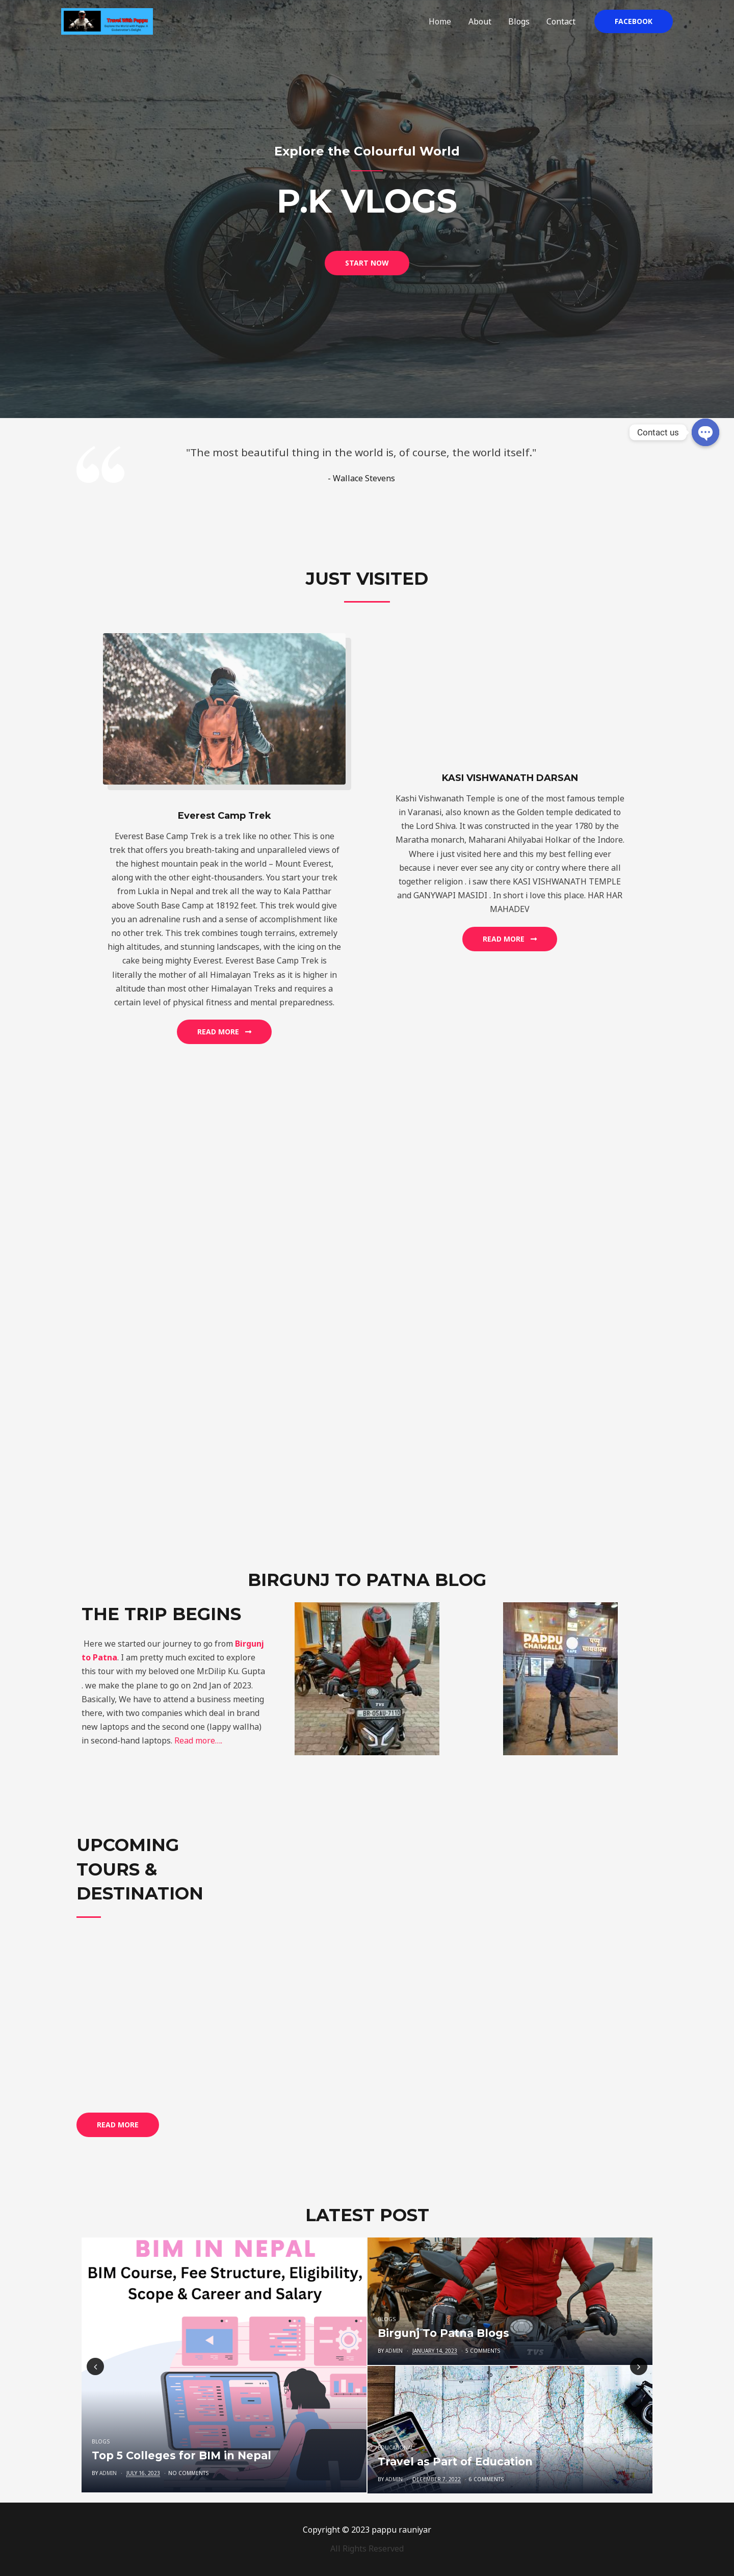 Travel With Pappu
Home
About
Blogs
Contact
FACEBOOK
Explore the Colourful World
P.K VLOGS
START NOW
Contact us
"The most beautiful thing in the world is, of course, the world itself."
- Wallace Stevens
JUST VISITED
Everest Camp Trek
Everest Base Camp Trek is a trek like no other. This is one
trek that offers you breath-taking and unparalleled views of
the highest mountain peak in the world – Mount Everest,
along with the other eight-thousanders. You start your trek
from Lukla in Nepal and trek all the way to Kala Patthar
above South Base Camp at 18192 feet. This trek would give
you an adrenaline rush and a sense of accomplishment like
no other trek. This trek combines tough terrains, extremely
high altitudes, and stunning landscapes, with the icing on the
cake being mighty Everest. Everest Base Camp Trek is
literally the mother of all Himalayan Treks as it is higher in
altitude than most other Himalayan Treks and requires a
certain level of physical fitness and mental preparedness.
READ MORE
KASI VISHWANATH DARSAN
Kashi Vishwanath Temple is one of the most famous temple
in Varanasi, also known as the Golden temple dedicated to
the Lord Shiva. It was constructed in the year 1780 by the
Maratha monarch, Maharani Ahilyabai Holkar of the Indore.
Where i just visited here and this my best felling ever
because i never ever see any city or contry where there all
together religion . i saw there KASI VISHWANATH TEMPLE
and GANYWAPI MASIDI . In short i love this place. HAR HAR
MAHADEV
READ MORE
BIRGUNJ TO PATNA BLOG
THE TRIP BEGINS
Here we started our journey to go from Birgunj
to Patna. I am pretty much excited to explore
this tour with my beloved one Mr.Dilip Ku. Gupta
. we make the plane to go on 2nd Jan of 2023.
Basically, We have to attend a business meeting
there, with two companies which deal in brand
new laptops and the second one (lappy wallha)
in second-hand laptops. Read more….
TVS
PAPPU
CHAIWALLA
UPCOMING
TOURS &
DESTINATION
READ MORE
LATEST POST
BIM IN NEPAL
BIM Course, Fee Structure, Eligibility,
Scope & Career and Salary
BLOGS
Top 5 Colleges for BIM in Nepal
BY ADMIN · JULY 16, 2023 · NO COMMENTS
BLOGS
Birgunj To Patna Blogs
BY ADMIN · JANUARY 14, 2023 · 5 COMMENTS
TVS
EDUCATION
Travel as Part of Education
BY ADMIN · DECEMBER 7, 2022 · 6 COMMENTS
Copyright © 2023 pappu rauniyar
All Rights Reserved